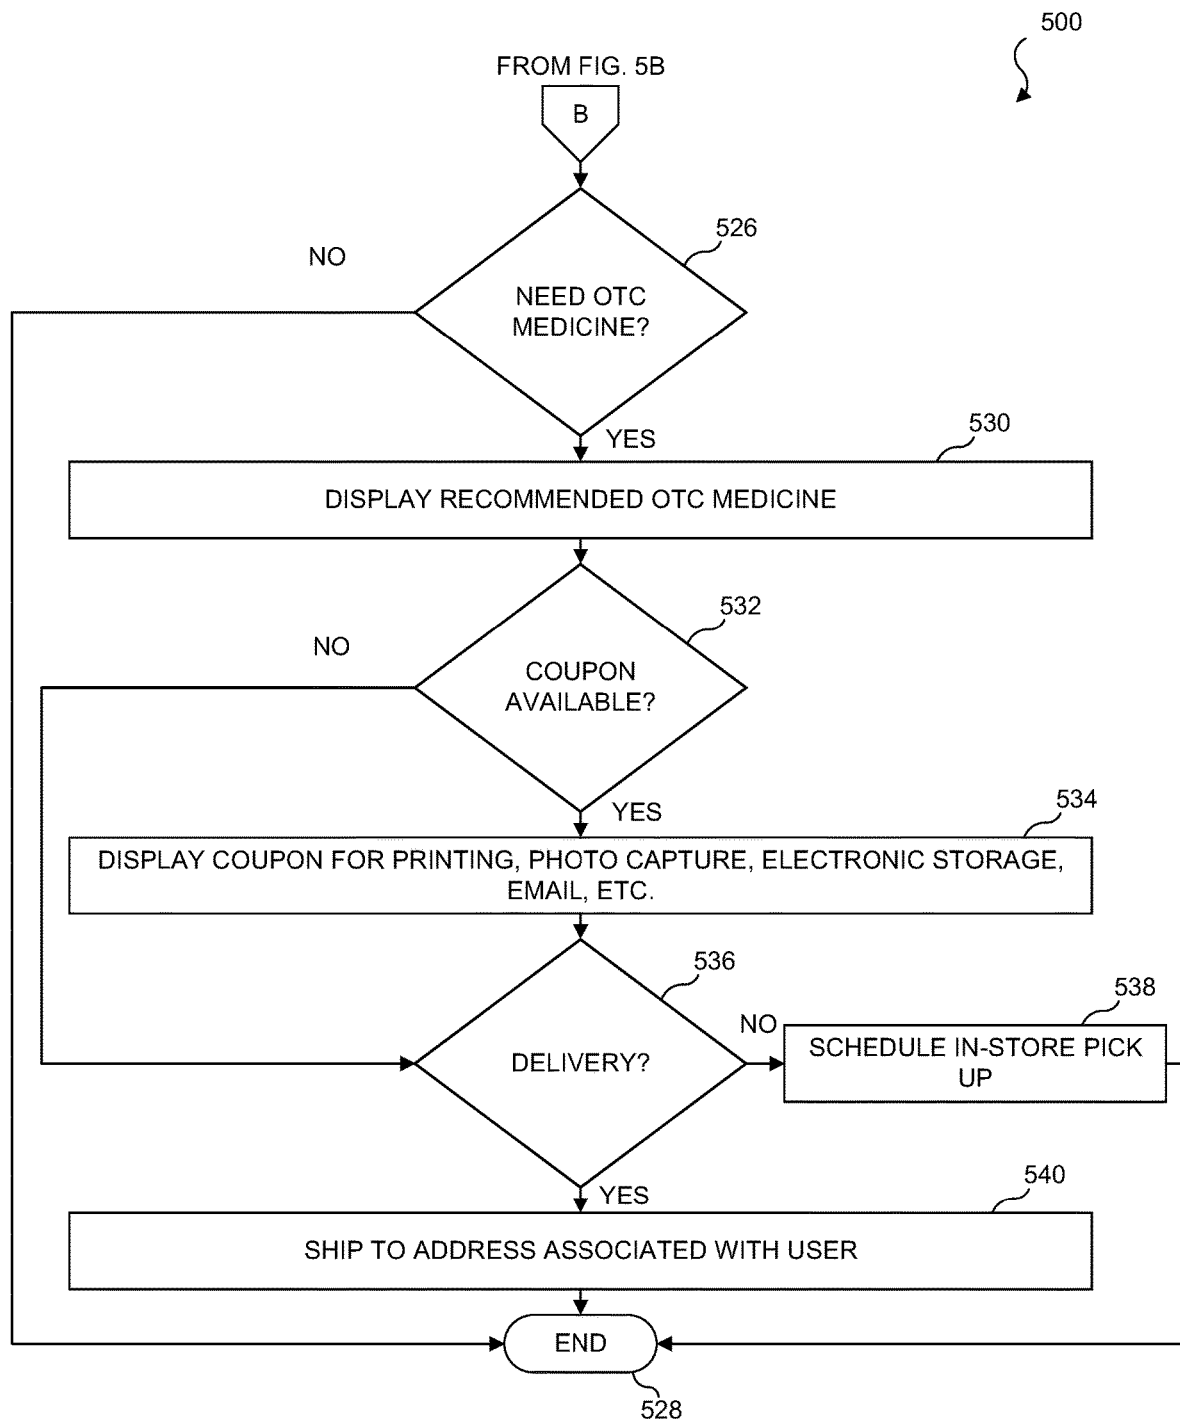 500
FROM FIG. 5B
B
526
NO
NEED OTC
MEDICINE?
YES
530
DISPLAY RECOMMENDED OTC MEDICINE
532
NO
COUPON
AVAILABLE?
YES
534
DISPLAY COUPON FOR PRINTING, PHOTO CAPTURE, ELECTRONIC STORAGE,
EMAIL, ETC.
536
538
NO
DELIVERY?
SCHEDULE IN-STORE PICK
UP
YES
540
SHIP TO ADDRESS ASSOCIATED WITH USER
END
528